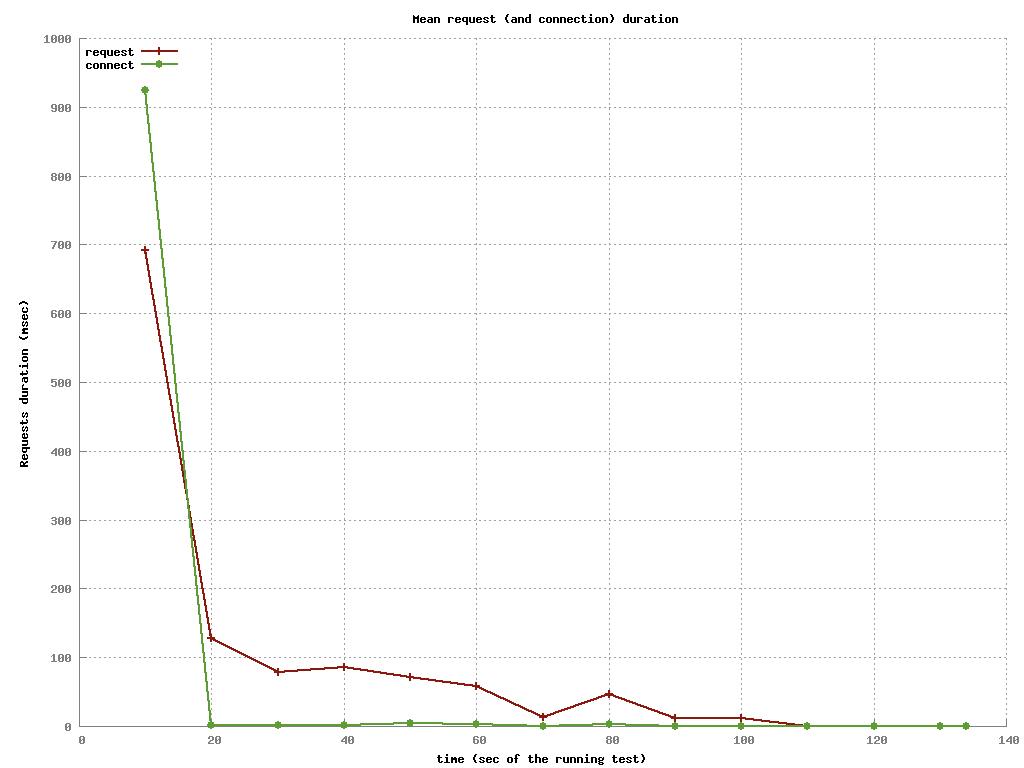 Mean request (and connection) duration
1000
request
connect
900
800
700
600
500
400
300
200
100
0
Requests duration (msec)
0 20 40 60 80 100 120 140
time (sec of the running test)